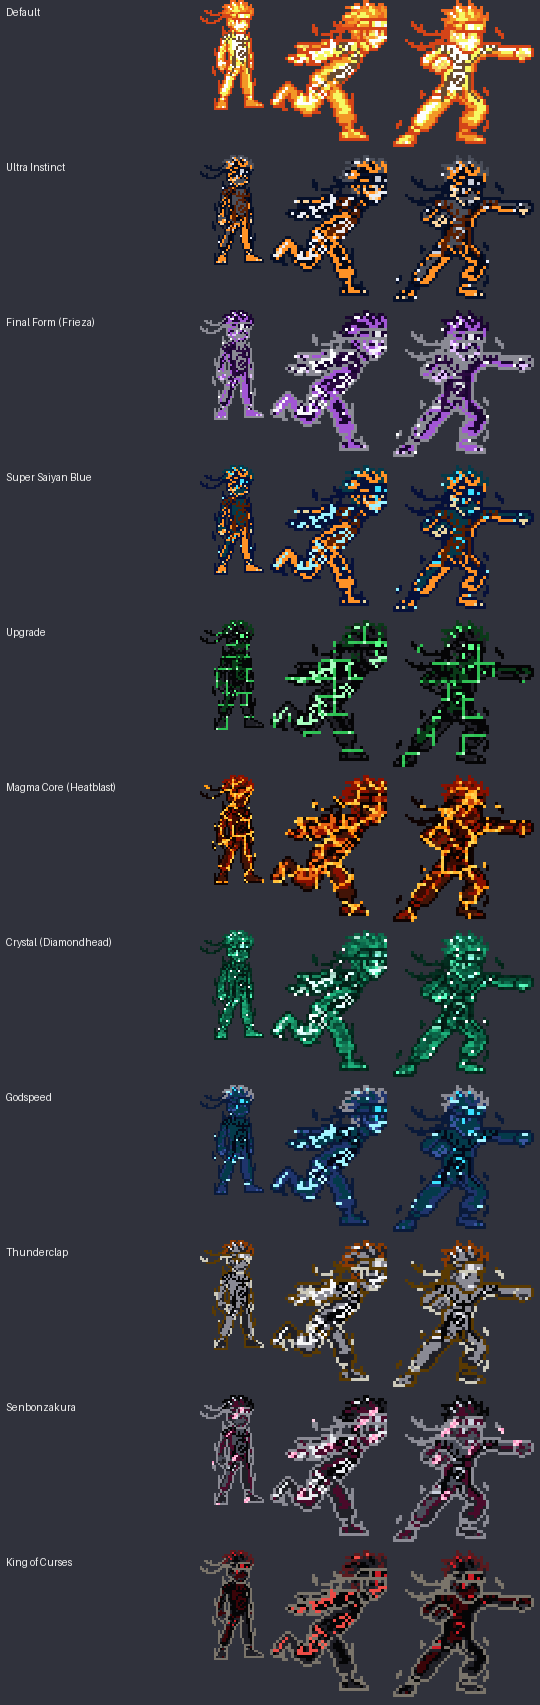 Default
Ultra Instinct
Final Form (Frieza)
Super Saiyan Blue
Upgrade
Magma Core (Heatblast)
Crystal (Diamondhead)
Godspeed
Thunderclap
Senbonzakura
King of Curses